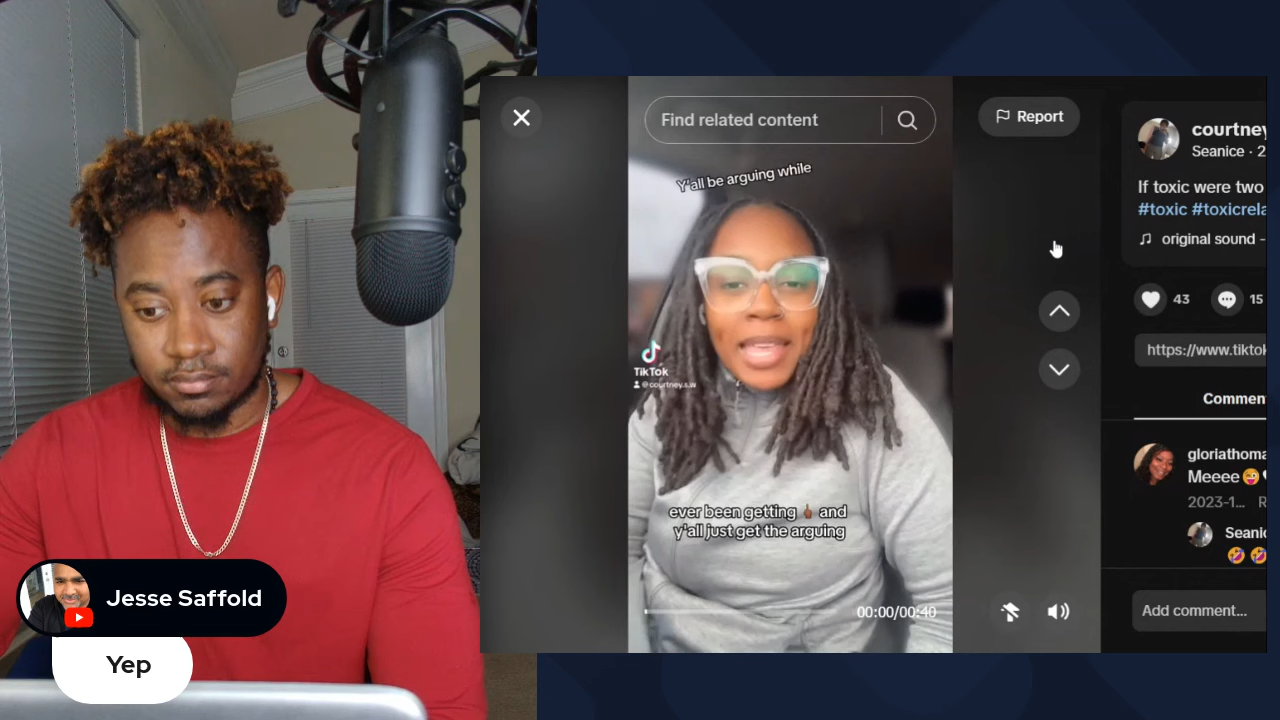 Find related content
Report
Y'all be arguing while
TikTok
@courtney.s.w
ever been getting 🖕🏾 and
y'all just get the arguing
00:00/00:40
courtney
Seanice · 2
If toxic were two
#toxic #toxicrela
original sound -
43
15
https://www.tiktok
Commen
gloriathoma
Meeee😜
2023-1... R
Seanic
🤣🤣
Add comment...
Jesse Saffold
Yep